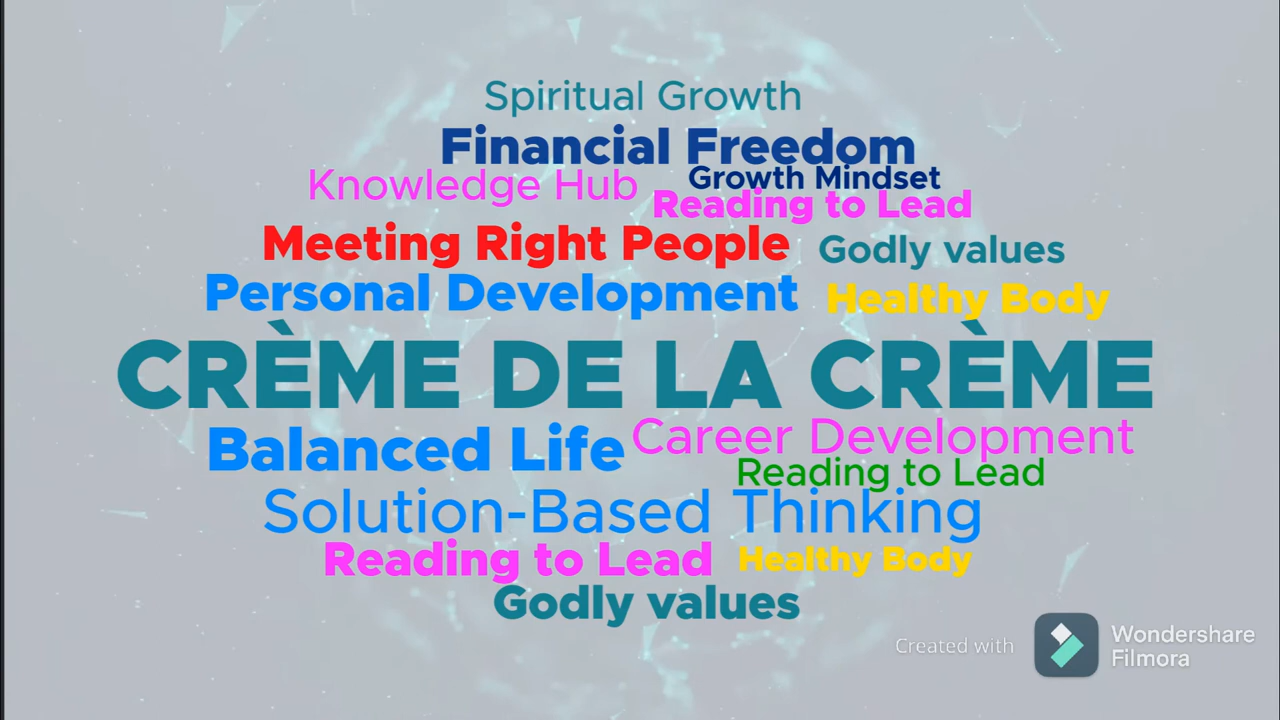 Spiritual Growth
Financial Freedom
Knowledge Hub
Growth Mindset
Reading to Lead
Meeting Right People
Godly values
Personal Development
Healthy Body
CRÈME DE LA CRÈME
Balanced Life
Career Development
Reading to Lead
Solution-Based Thinking
Reading to Lead
Healthy Body
Godly values
Created with
Wondershare
Filmora